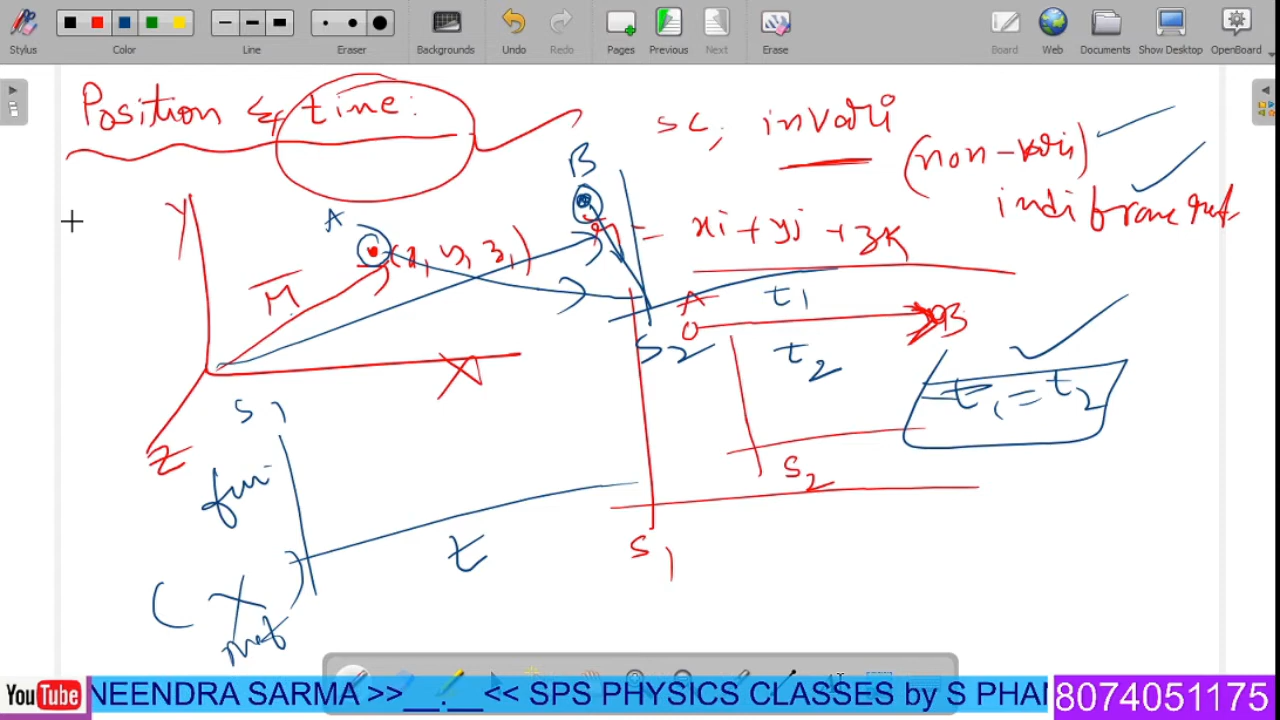 Stylus Color Line Eraser Backgrounds Undo Redo Pages Previous Next Erase Board Web Documents Show Desktop OpenBoard
Position & time:
SC, invari
(non-vari)
indi frame ref
Y
A
B
(x, y, z,)
= xi + yj + zk
X
Z
A
O
B
t1
t2
S2
t1 = t2
S1
t
S2
S1
YouTube NEENDRA SARMA >>__.__<< SPS PHYSICS CLASSES by S PHAN 8074051175